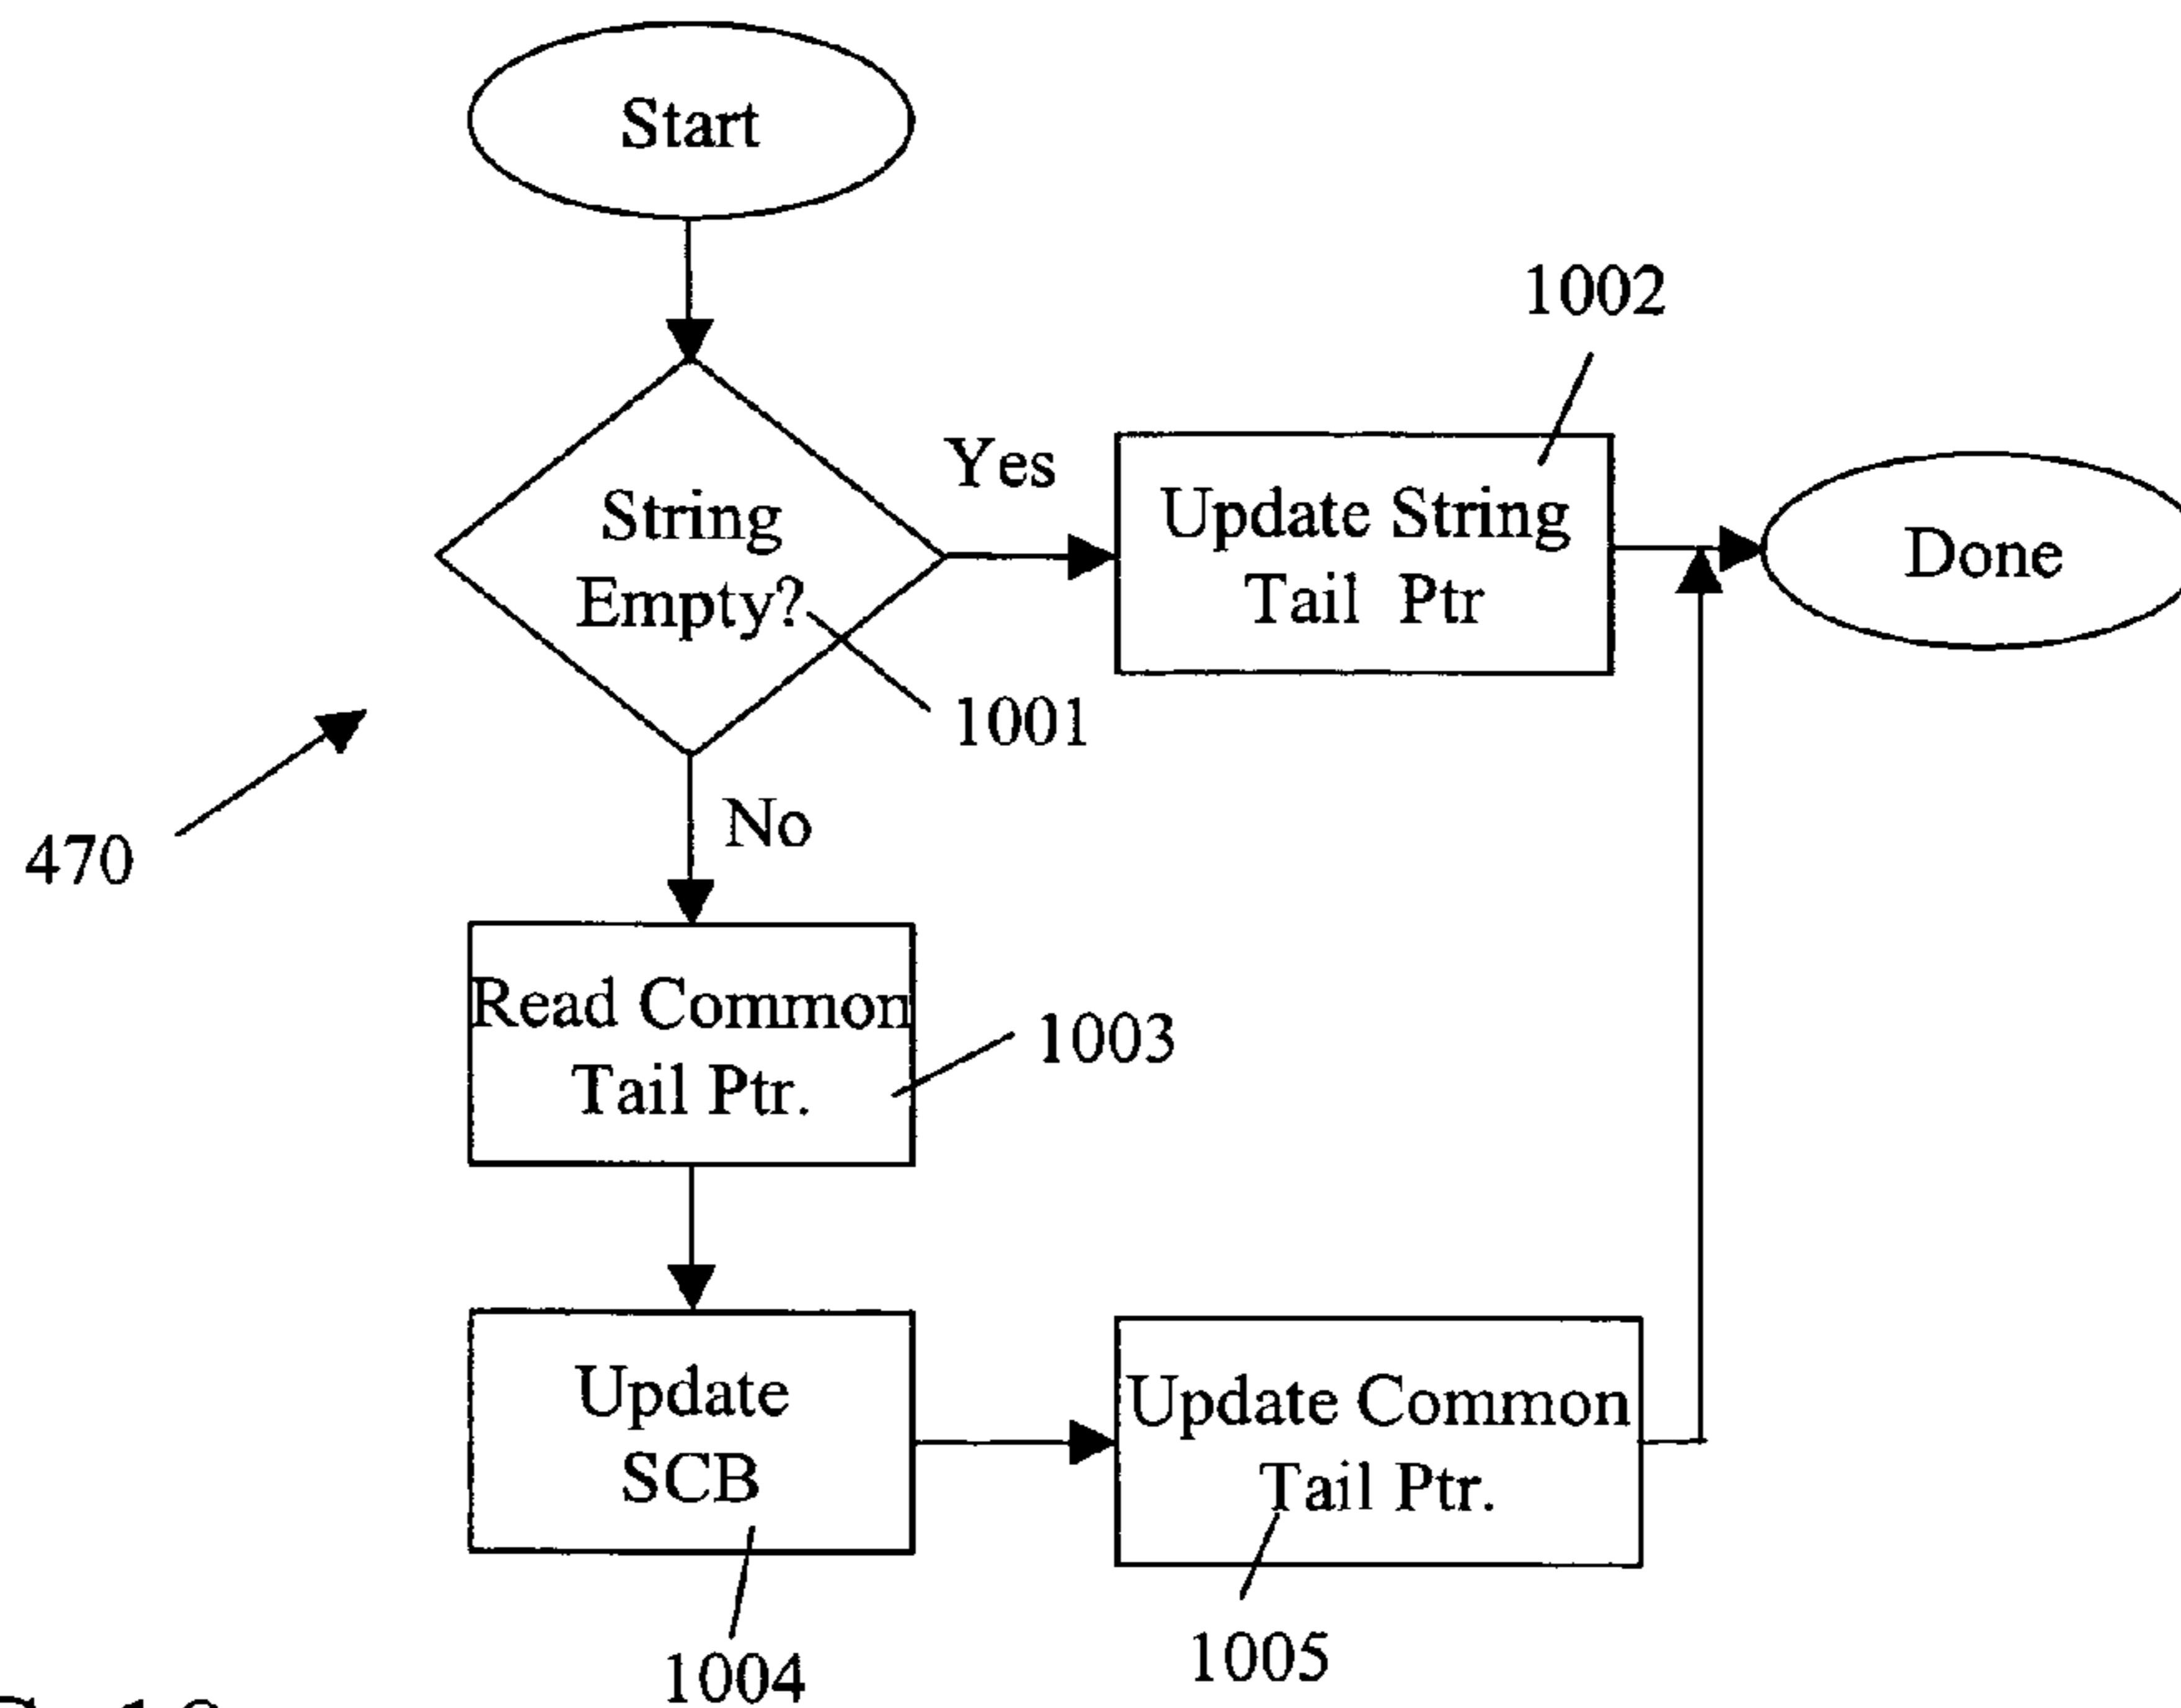 Start
1002
Yes
Update String
Tail Ptr
Done
String
Empty?
1001
470
No
Read Common
Tail Ptr.
1003
Update
SCB
Update Common
Tail Ptr.
1004
1005